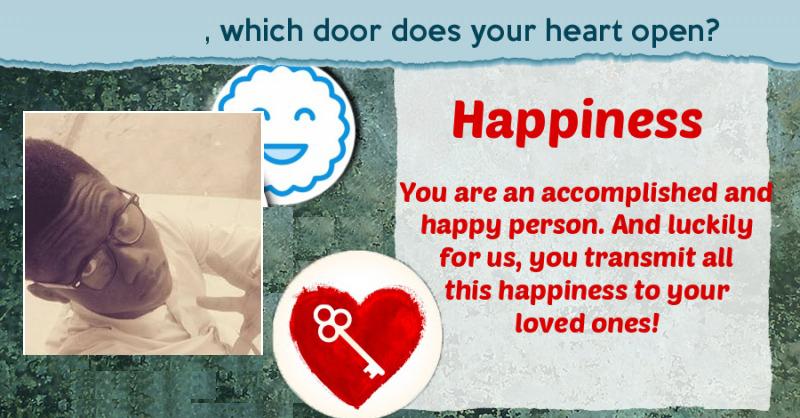 , which door does your heart open?
Happiness
You are an accomplished and
happy person. And luckily
for us, you transmit all
this happiness to your
loved ones!